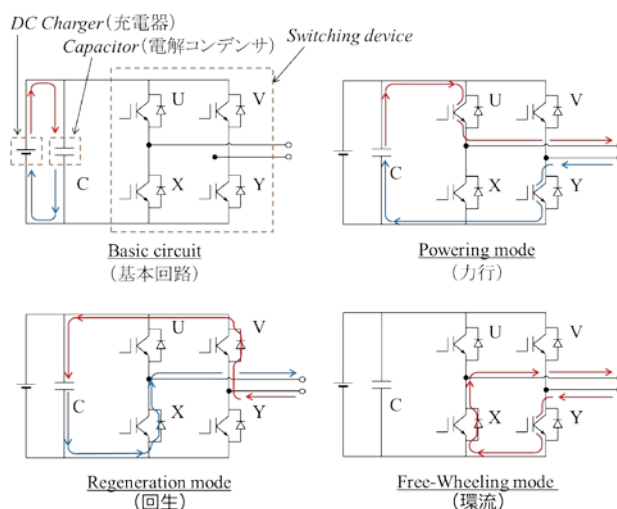 DC Charger(充電器)
Capacitor(電解コンデンサ)
Switching device
U
V
C
X
Y
Basic circuit
(基本回路)
U
V
C
X
Y
Powering mode
(力行)
U
V
C
X
Y
Regeneration mode
(回生)
U
V
C
X
Y
Free-Wheeling mode
(環流)